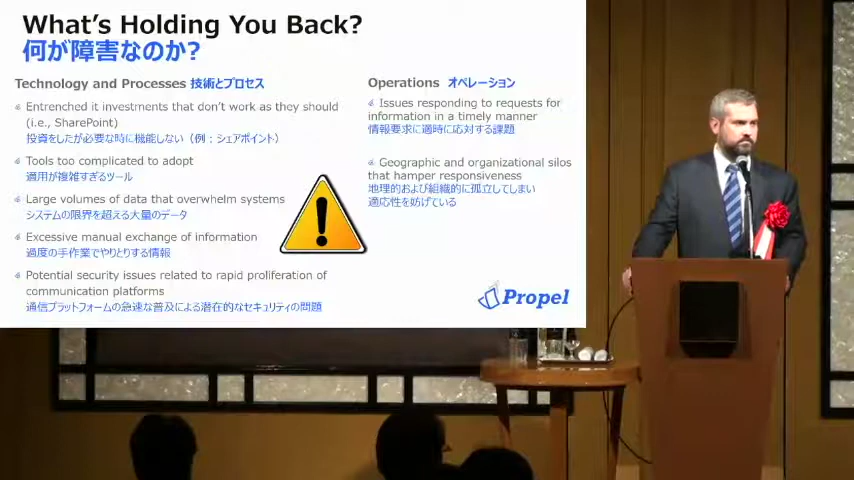 What's Holding You Back?
何が障害なのか?
Technology and Processes 技術とプロセス
Entrenched it investments that don't work as they should
(i.e., SharePoint)
投資をしたが必要な時に機能しない（例：シェアポイント）
Tools too complicated to adopt
適用が複雑すぎるツール
Large volumes of data that overwhelm systems
システムの限界を超える大量のデータ
Excessive manual exchange of information
過度の手作業でやりとりする情報
Potential security issues related to rapid proliferation of
communication platforms
通信プラットフォームの急速な普及による潜在的なセキュリティの問題
Operations オペレーション
Issues responding to requests for
information in a timely manner
情報要求に適時に応対する課題
Geographic and organizational silos
that hamper responsiveness
地理的および組織的に孤立してしまい
適応性を妨げている
Propel